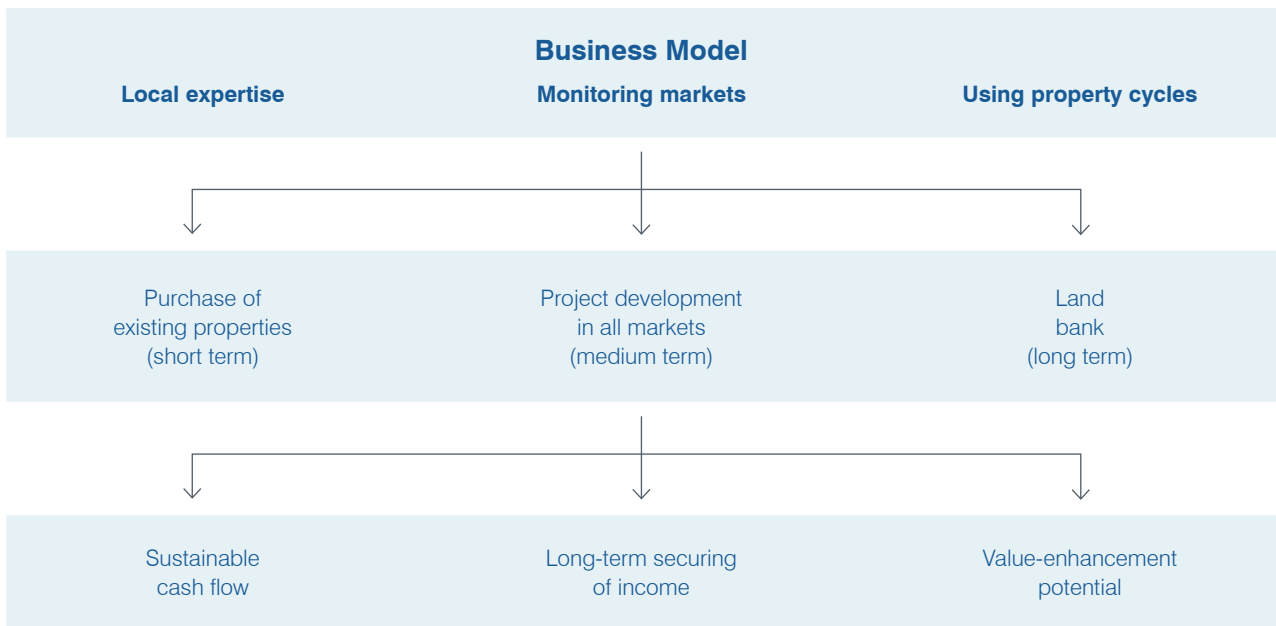 Business Model
Local expertise
Monitoring markets
Using property cycles
Purchase of
existing properties
(short term)
Project development
in all markets
(medium term)
Land
bank
(long term)
Sustainable
cash flow
Long-term securing
of income
Value-enhancement
potential